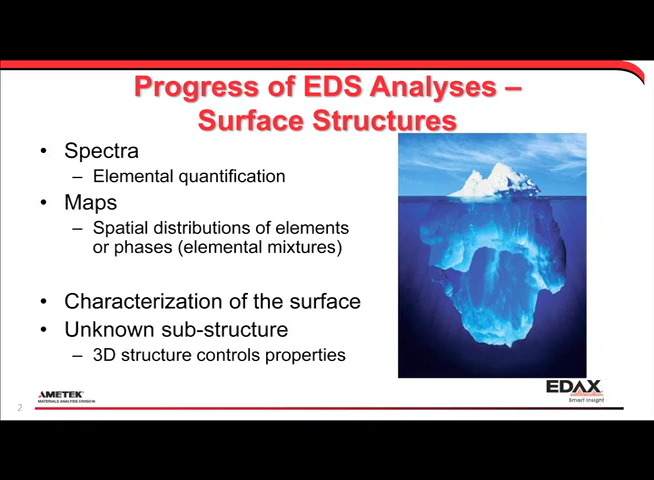 Progress of EDS Analyses –
Surface Structures
• Spectra
– Elemental quantification
• Maps
– Spatial distributions of elements
or phases (elemental mixtures)
• Characterization of the surface
• Unknown sub-structure
– 3D structure controls properties
2
AMETEK
MATERIALS ANALYSIS DIVISION
EDAX
Smart Insight